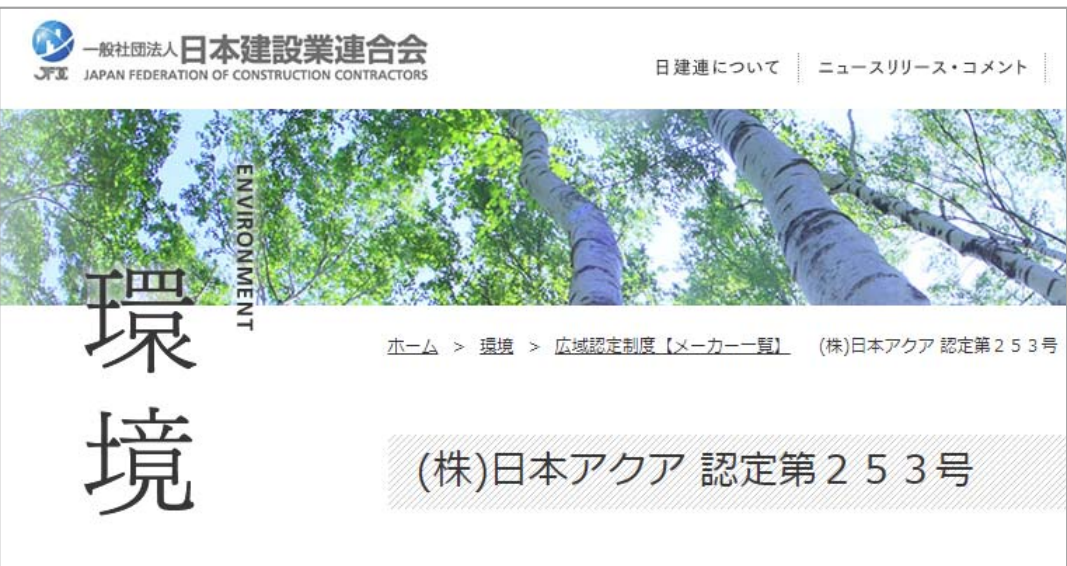 一般社団法人日本建設業連合会
JAPAN FEDERATION OF CONSTRUCTION CONTRACTORS
日建連について
ニュースリリース・コメント
ENVIRONMENT
環境
ホーム > 環境 > 広域認定制度【メーカー一覧】 (株)日本アクア 認定第２５３号
(株)日本アクア 認定第２５３号